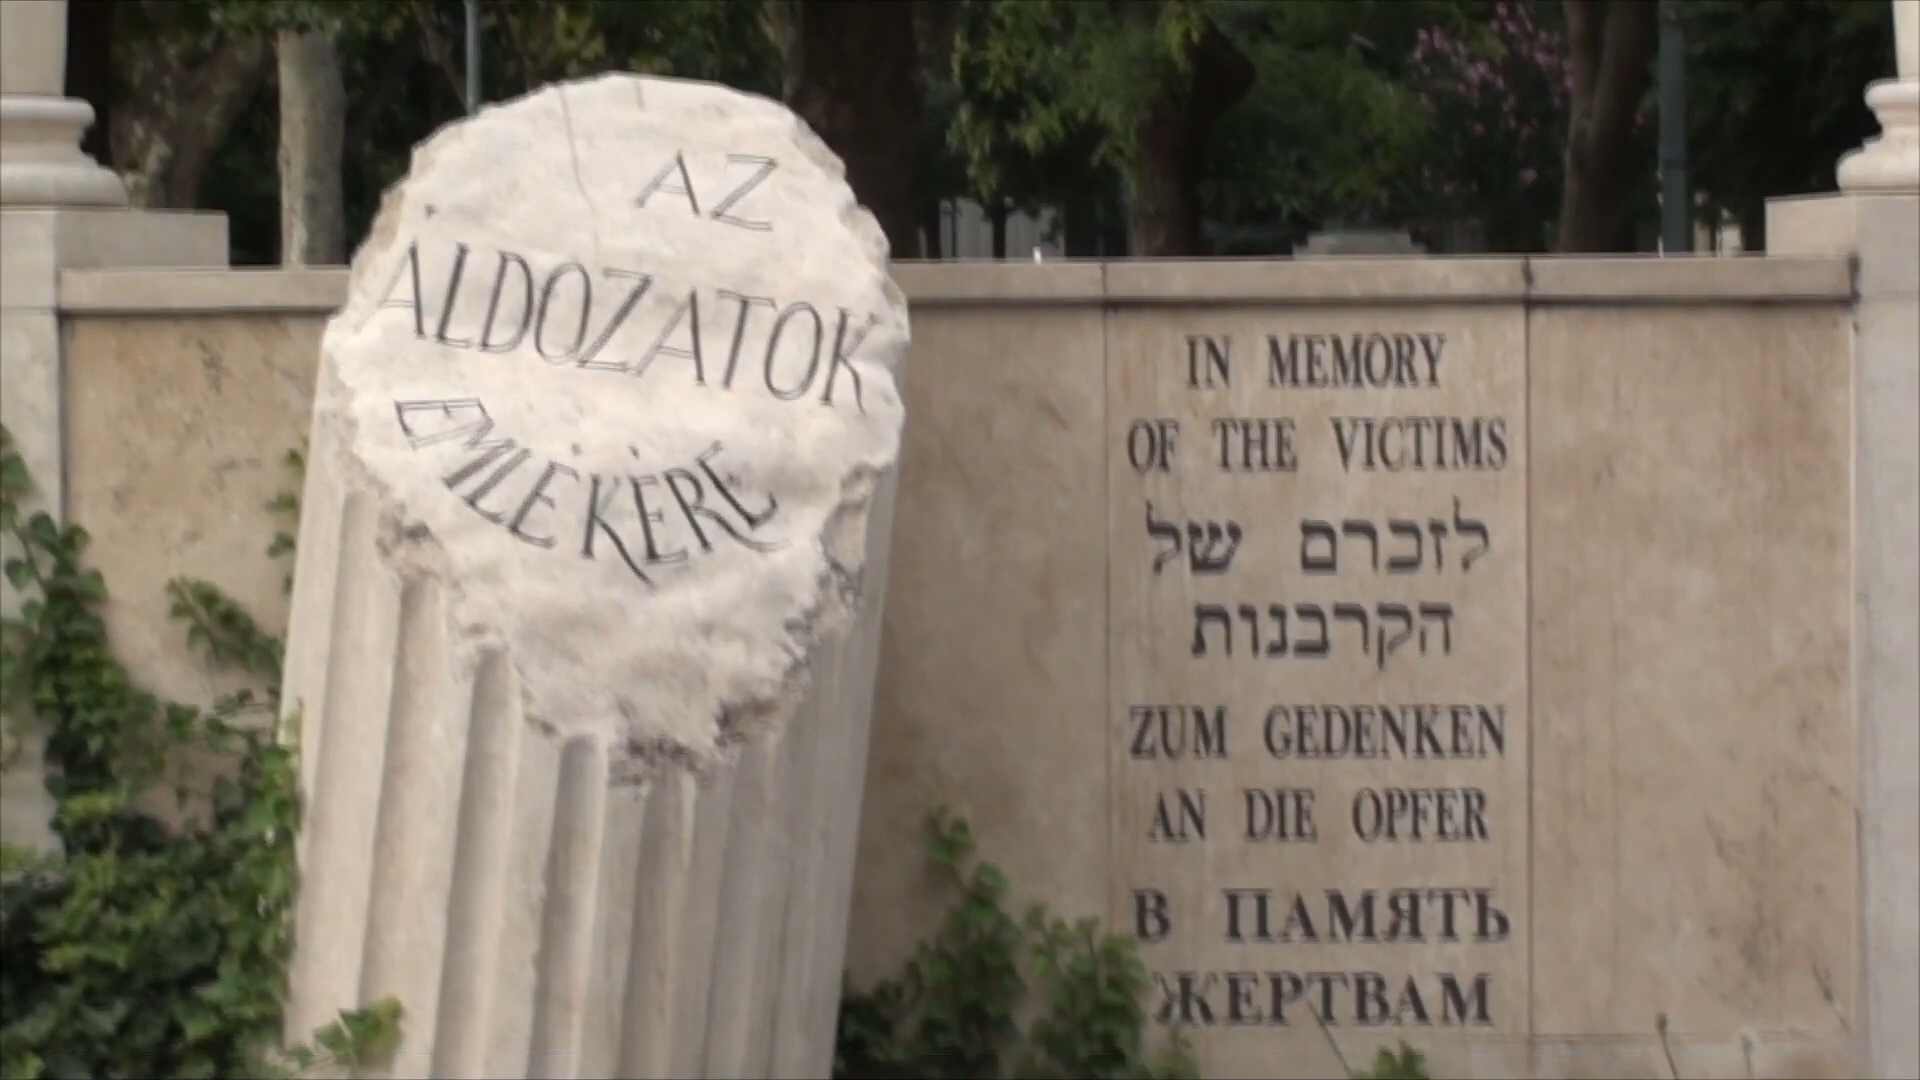 AZ
ÁLDOZATOK
EMLÉKÉRE
IN MEMORY
OF THE VICTIMS
לזכרם של
הקרבנות
ZUM GEDENKEN
AN DIE OPFER
В ПАМЯТЬ
ЖЕРТВАМ